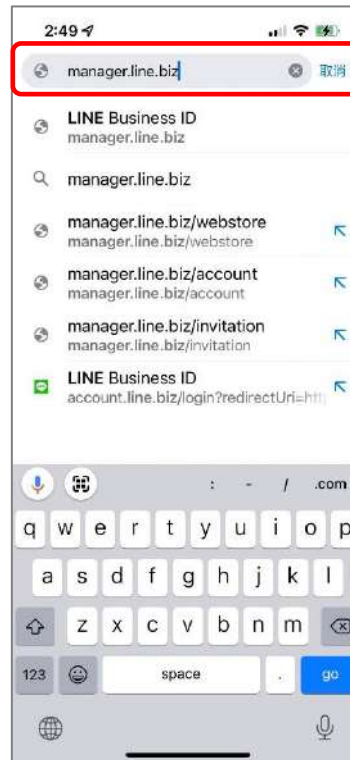 2:49
manager.line.biz 取消
LINE Business ID
manager.line.biz
manager.line.biz
manager.line.biz/webstore
manager.line.biz/webstore
manager.line.biz/account
manager.line.biz/account
manager.line.biz/invitation
manager.line.biz/invitation
LINE Business ID
account.line.biz/login?redirectUri=htt
: - / .com
q w e r t y u i o p
a s d f g h j k l
z x c v b n m
123 space . go